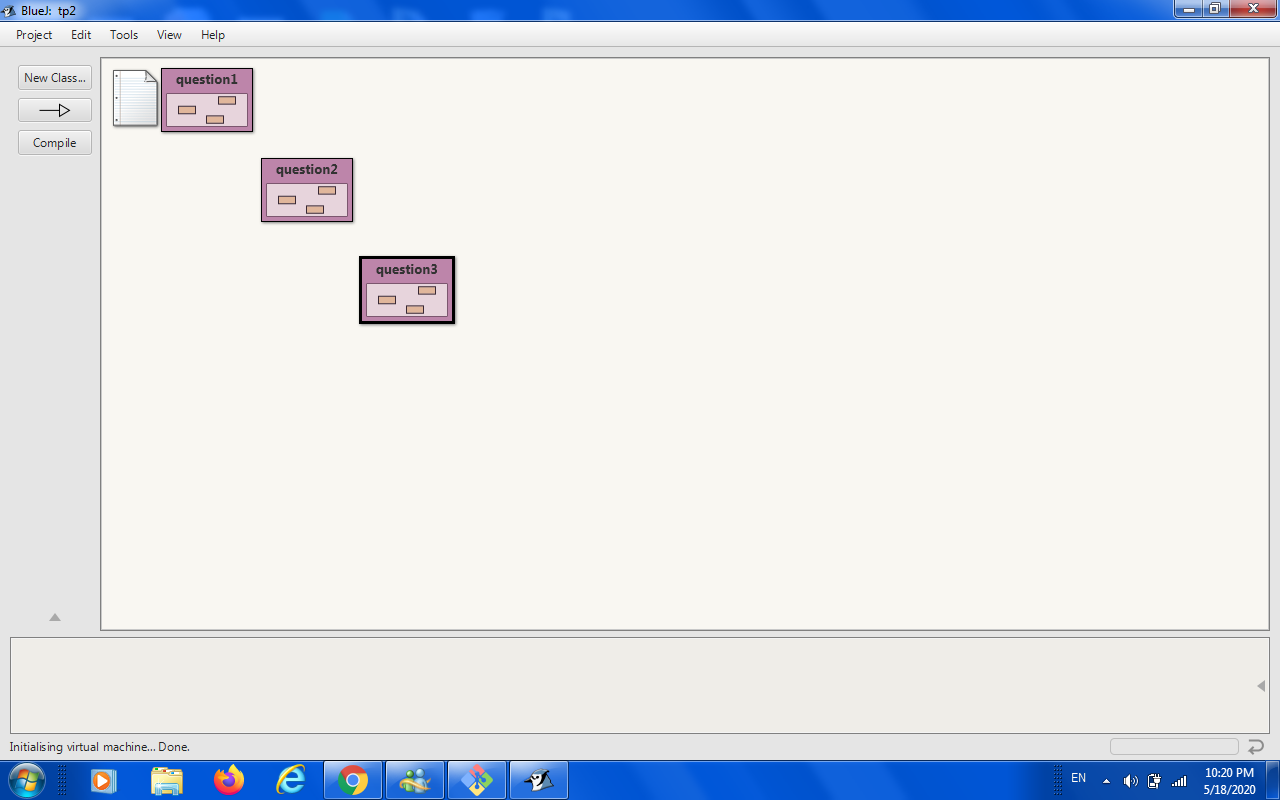 BlueJ: tp2
Project Edit Tools View Help
New Class...
Compile
question1
question2
question3
Initialising virtual machine... Done.
EN
10:20 PM
5/18/2020